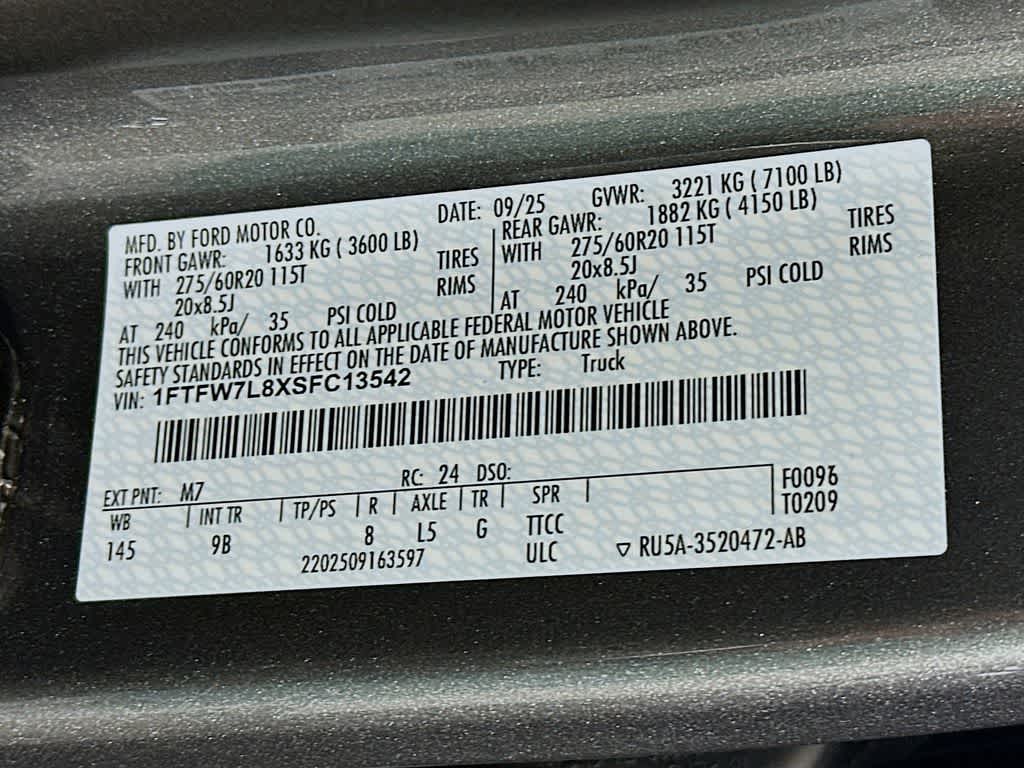 MFD. BY FORD MOTOR CO. DATE: 09/25 GVWR: 3221 KG ( 7100 LB)
FRONT GAWR: 1633 KG ( 3600 LB) REAR GAWR: 1882 KG ( 4150 LB)
WITH 275/60R20 115T TIRES WITH 275/60R20 115T TIRES
20x8.5J RIMS 20x8.5J RIMS
AT 240 kPa/ 35 PSI COLD AT 240 kPa/ 35 PSI COLD
THIS VEHICLE CONFORMS TO ALL APPLICABLE FEDERAL MOTOR VEHICLE
SAFETY STANDARDS IN EFFECT ON THE DATE OF MANUFACTURE SHOWN ABOVE.
VIN: 1FTFW7L8XSFC13542 TYPE: Truck
EXT PNT: M7 RC: 24 DSO: F0096
WB INT TR TP/PS R AXLE TR SPR T0209
145 9B 8 L5 G TTCC
2202509163597 ULC ▽ RU5A-3520472-AB